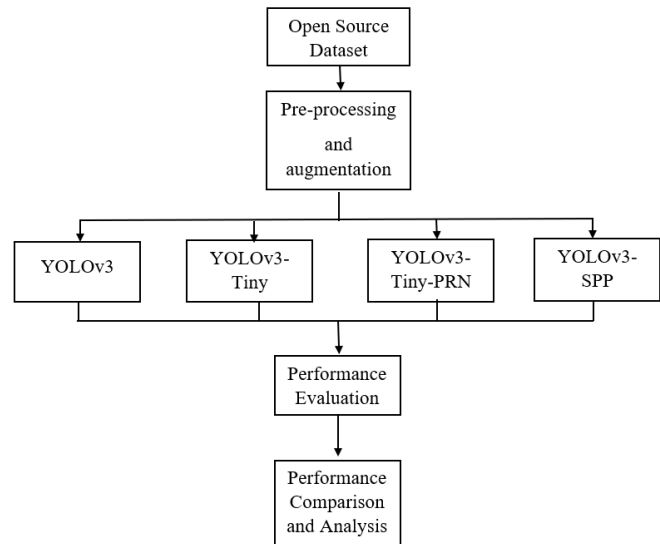 Open Source
Dataset
Pre-processing
and
augmentation
YOLOv3
YOLOv3-
Tiny
YOLOv3-
Tiny-PRN
YOLOv3-
SPP
Performance
Evaluation
Performance
Comparison
and Analysis